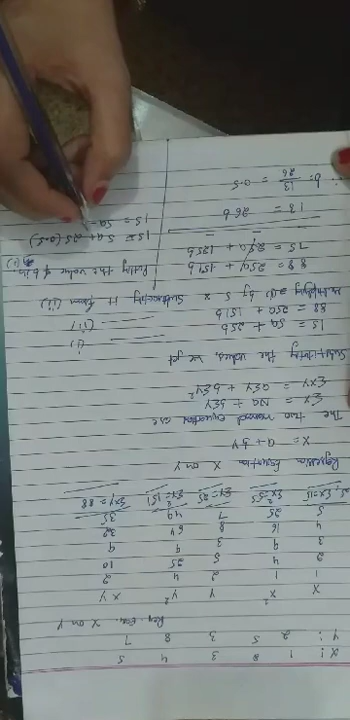 X: 1 8 3 4 5
Y: 2 5 3 8 7
Reg. Eqn. X on Y
X X² Y Y² XY
1 1 2 4 2
2 4 5 25 10
3 9 3 9 9
4 16 8 64 32
5 25 7 49 35
ΣX=15 ΣX²=55 ΣY=25 ΣY²=151 ΣXY=88
Regression Equation X on Y
X = a + bY
The two normal equation are
ΣX = Na + bΣY
ΣXY = aΣY + bΣY²
Substituting the values, we get
15 = 5a + 25b (i)
88 = 25a + 151b (ii)
Multiplying (i) by 5 & Subtracting it from (ii)
88 = 25a + 151b
75 = 25a + 125b
13 = 26b
∴ b = 13/26 = 0.5
Putting the value of b in (i)
15 = 5a + 25(0.5)
15 = 5a